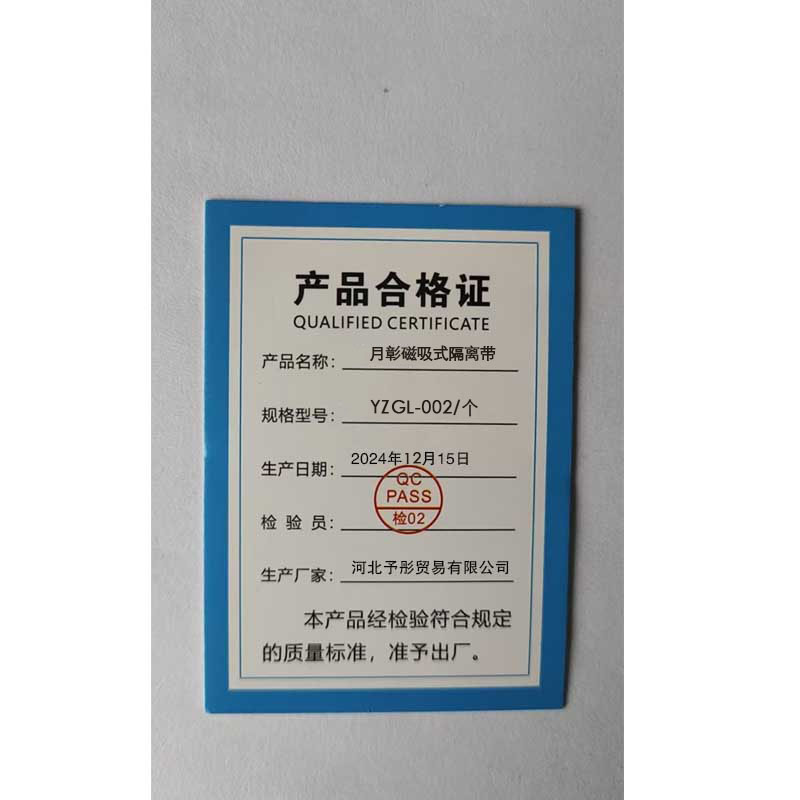 产品合格证
QUALIFIED CERTIFICATE
产品名称： 月彰磁吸式隔离带
规格型号： YZGL-002/个
生产日期： 2024年12月15日
QC
PASS
检验员： 检02
生产厂家： 河北予彤贸易有限公司
本产品经检验符合规定
的质量标准，准予出厂。